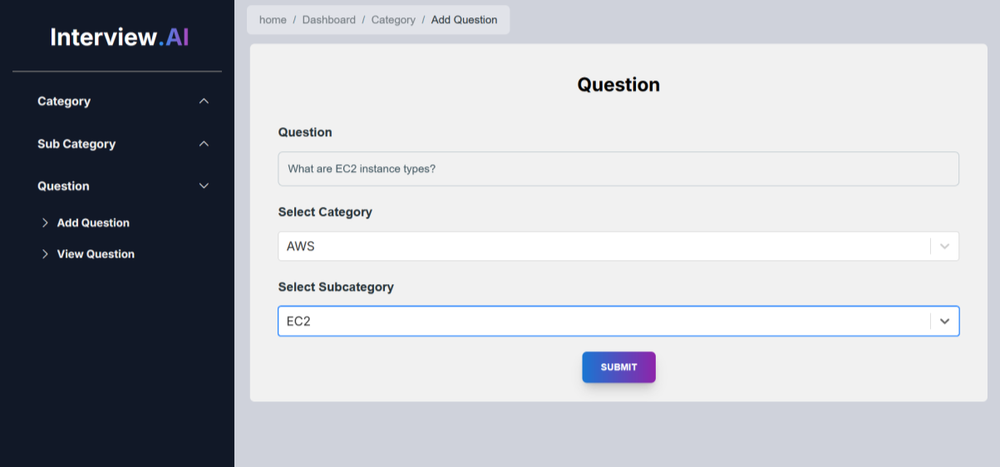 Interview.AI
Category
Sub Category
Question
Add Question
View Question
home / Dashboard / Category / Add Question
Question
Question
What are EC2 instance types?
Select Category
AWS
Select Subcategory
EC2
SUBMIT